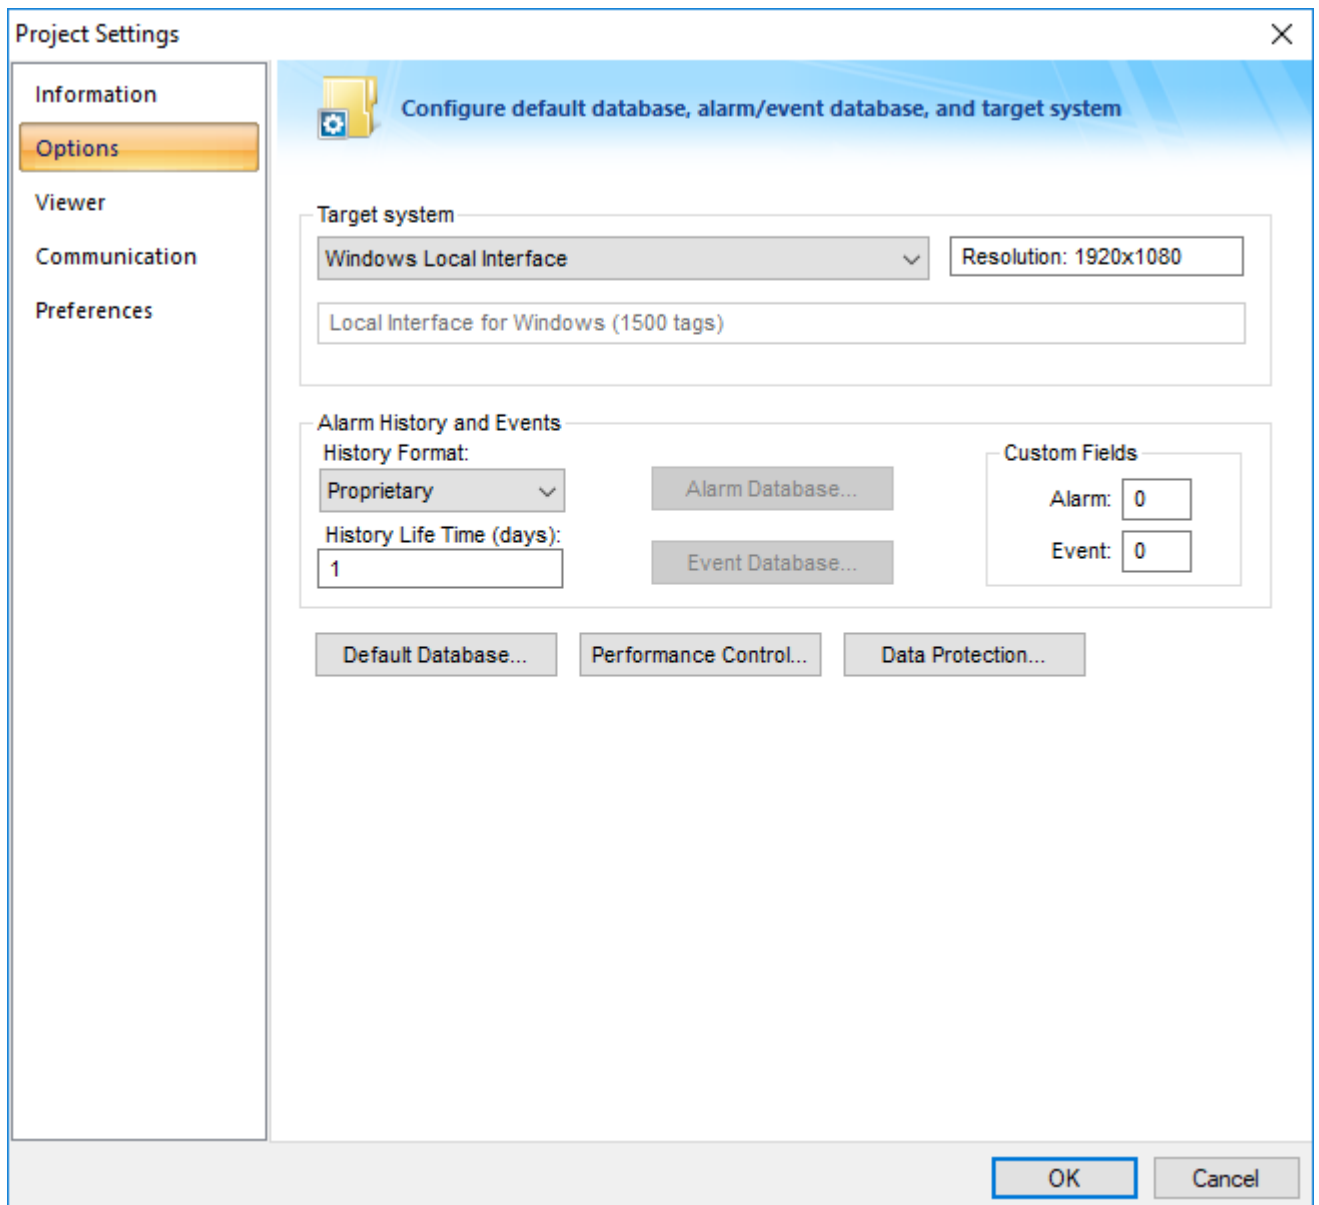 Project Settings
Information
Options
Viewer
Communication
Preferences
Configure default database, alarm/event database, and target system
Target system
Windows Local Interface
Resolution: 1920x1080
Local Interface for Windows (1500 tags)
Alarm History and Events
History Format:
Proprietary
History Life Time (days):
1
Alarm Database...
Event Database...
Custom Fields
Alarm: 0
Event: 0
Default Database... Performance Control... Data Protection...
OK Cancel